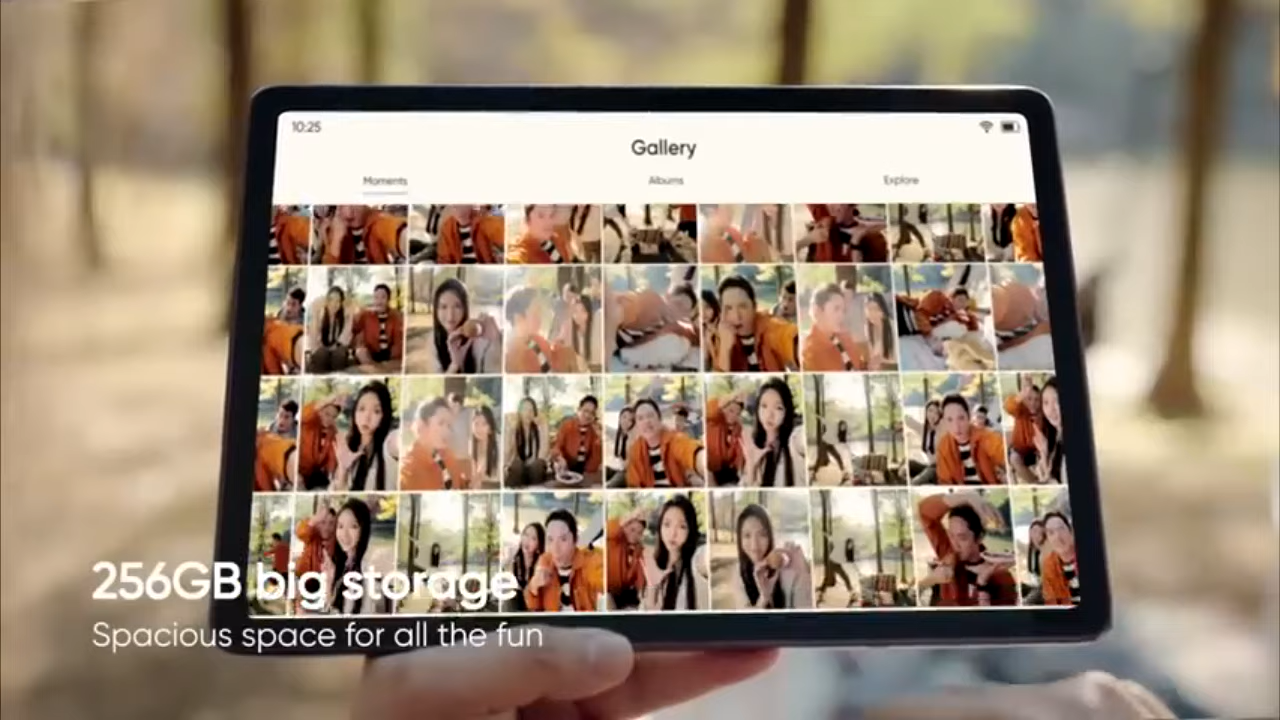 10:25
Gallery
Moments Albums Explore
256GB big storage
Spacious space for all the fun